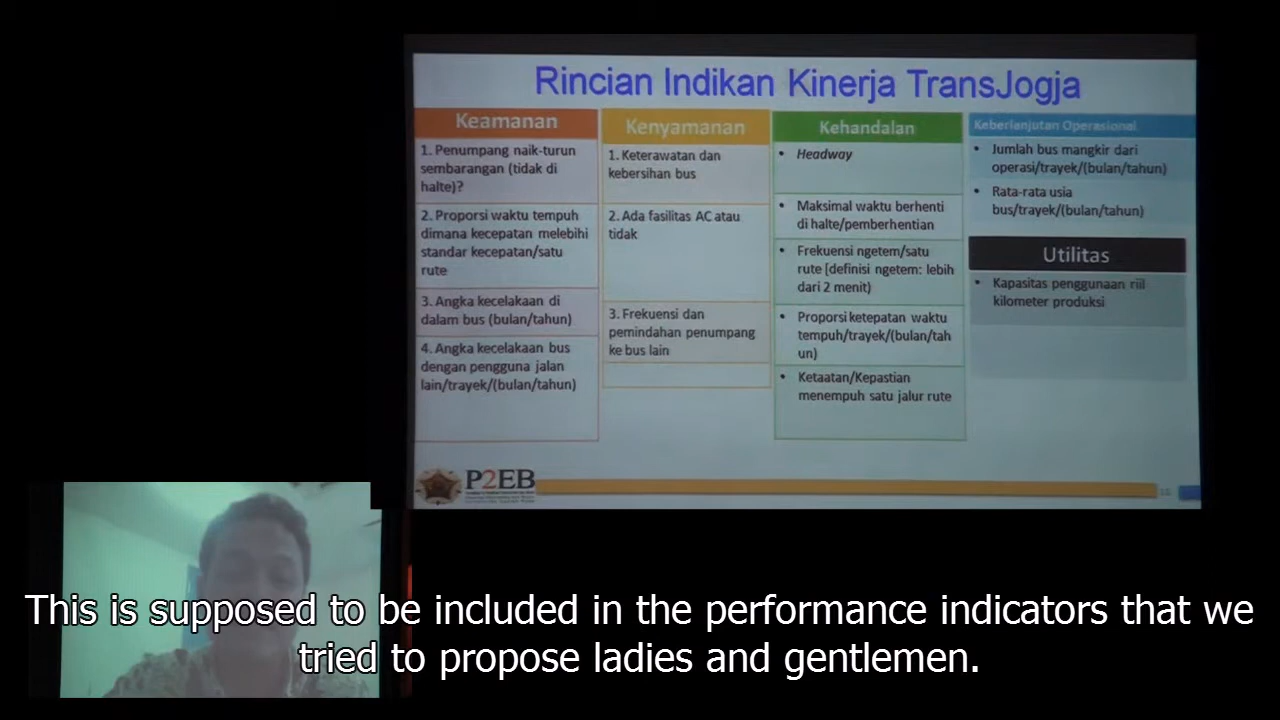 Rincian Indikan Kinerja TransJogja
Keamanan
1. Penumpang naik-turun
sembarangan (tidak di
halte)?
2. Proporsi waktu tempuh
dimana kecepatan melebihi
standar kecepatan/satu
rute
3. Angka kecelakaan di
dalam bus (bulan/tahun)
4. Angka kecelakaan bus
dengan pengguna jalan
lain/trayek/(bulan/tahun)
Kenyamanan
1. Keterawatan dan
kebersihan bus
2. Ada fasilitas AC atau
tidak
3. Frekuensi dan
pemindahan penumpang
ke bus lain
Kehandalan
• Headway
• Maksimal waktu berhenti
di halte/pemberhentian
• Frekuensi ngetem/satu
rute [definisi ngetem: lebih
dari 2 menit)
• Proporsi ketepatan waktu
tempuh/trayek/(bulan/tah
un)
• Ketaatan/Kepastian
menempuh satu jalur rute
Keberlanjutan Operasional
• Jumlah bus mangkir dari
operasi/trayek/(bulan/tahun)
• Rata-rata usia
bus/trayek/(bulan/tahun)
Utilitas
• Kapasitas penggunaan riil
kilometer produksi
P2EB
This is supposed to be included in the performance indicators that we
tried to propose ladies and gentlemen.